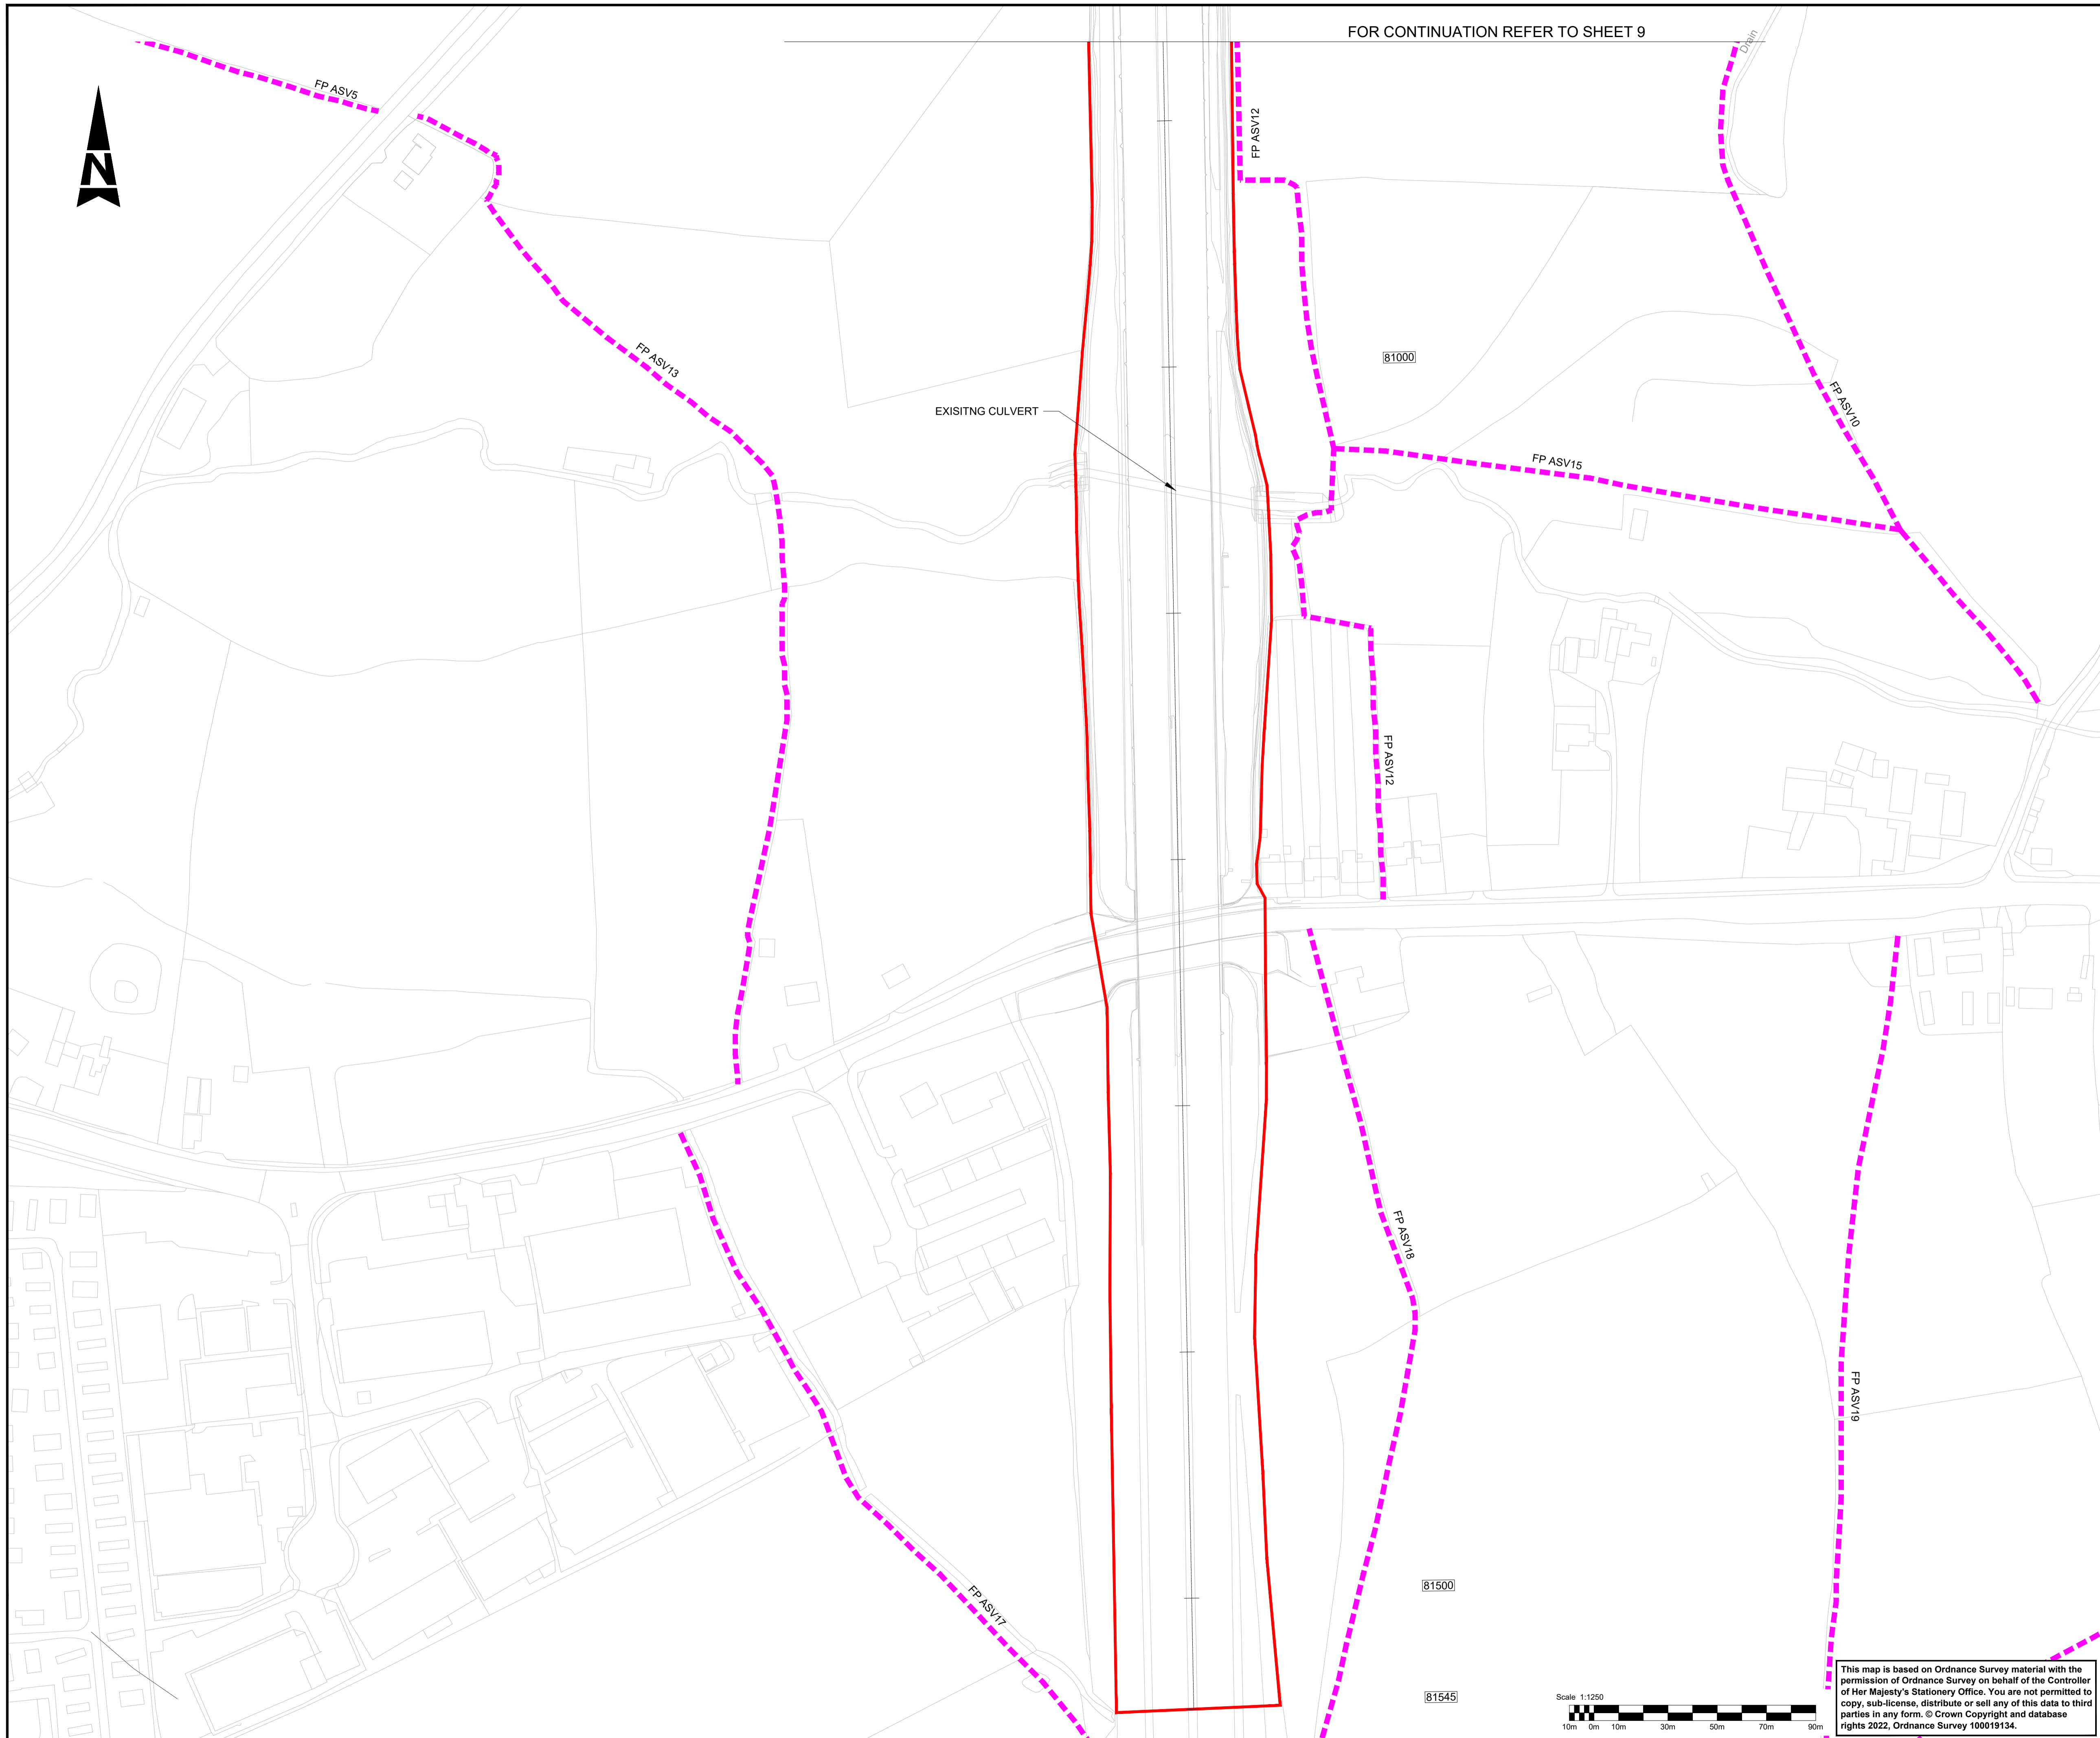 FOR CONTINUATION REFER TO SHEET 9
Drain
FP ASV5
N
FP ASV12
FP ASV13
81000
EXISITNG CULVERT
FP ASV10
FP ASV15
FP ASV12
FP ASV18
FP ASV19
81500
FP ASV17
81545
Scale 1:1250
10m 0m 10m 30m 50m 70m 90m
This map is based on Ordnance Survey material with the
permission of Ordnance Survey on behalf of the Controller
of Her Majesty's Stationery Office. You are not permitted to
copy, sub-license, distribute or sell any of this data to third
parties in any form. © Crown Copyright and database
rights 2022, Ordnance Survey 100019134.